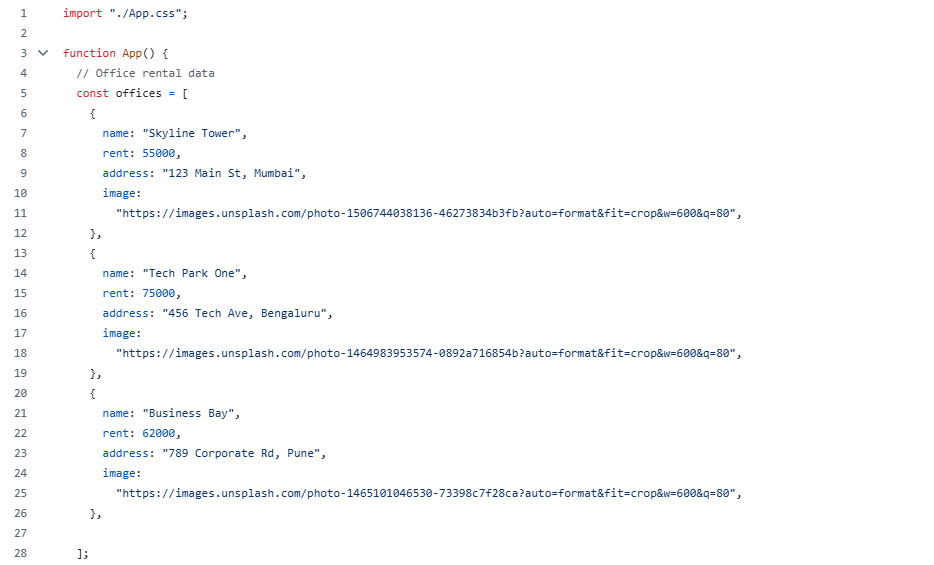 1 import "./App.css";
2
3 function App() {
4 // Office rental data
5 const offices = [
6 {
7 name: "Skyline Tower",
8 rent: 55000,
9 address: "123 Main St, Mumbai",
10 image:
11 "https://images.unsplash.com/photo-1506744038136-46273834b3fb?auto=format&fit=crop&w=600&q=80",
12 },
13 {
14 name: "Tech Park One",
15 rent: 75000,
16 address: "456 Tech Ave, Bengaluru",
17 image:
18 "https://images.unsplash.com/photo-1464983953574-0892a716854b?auto=format&fit=crop&w=600&q=80",
19 },
20 {
21 name: "Business Bay",
22 rent: 62000,
23 address: "789 Corporate Rd, Pune",
24 image:
25 "https://images.unsplash.com/photo-1465101046530-73398c7f28ca?auto=format&fit=crop&w=600&q=80",
26 },
27
28 ];